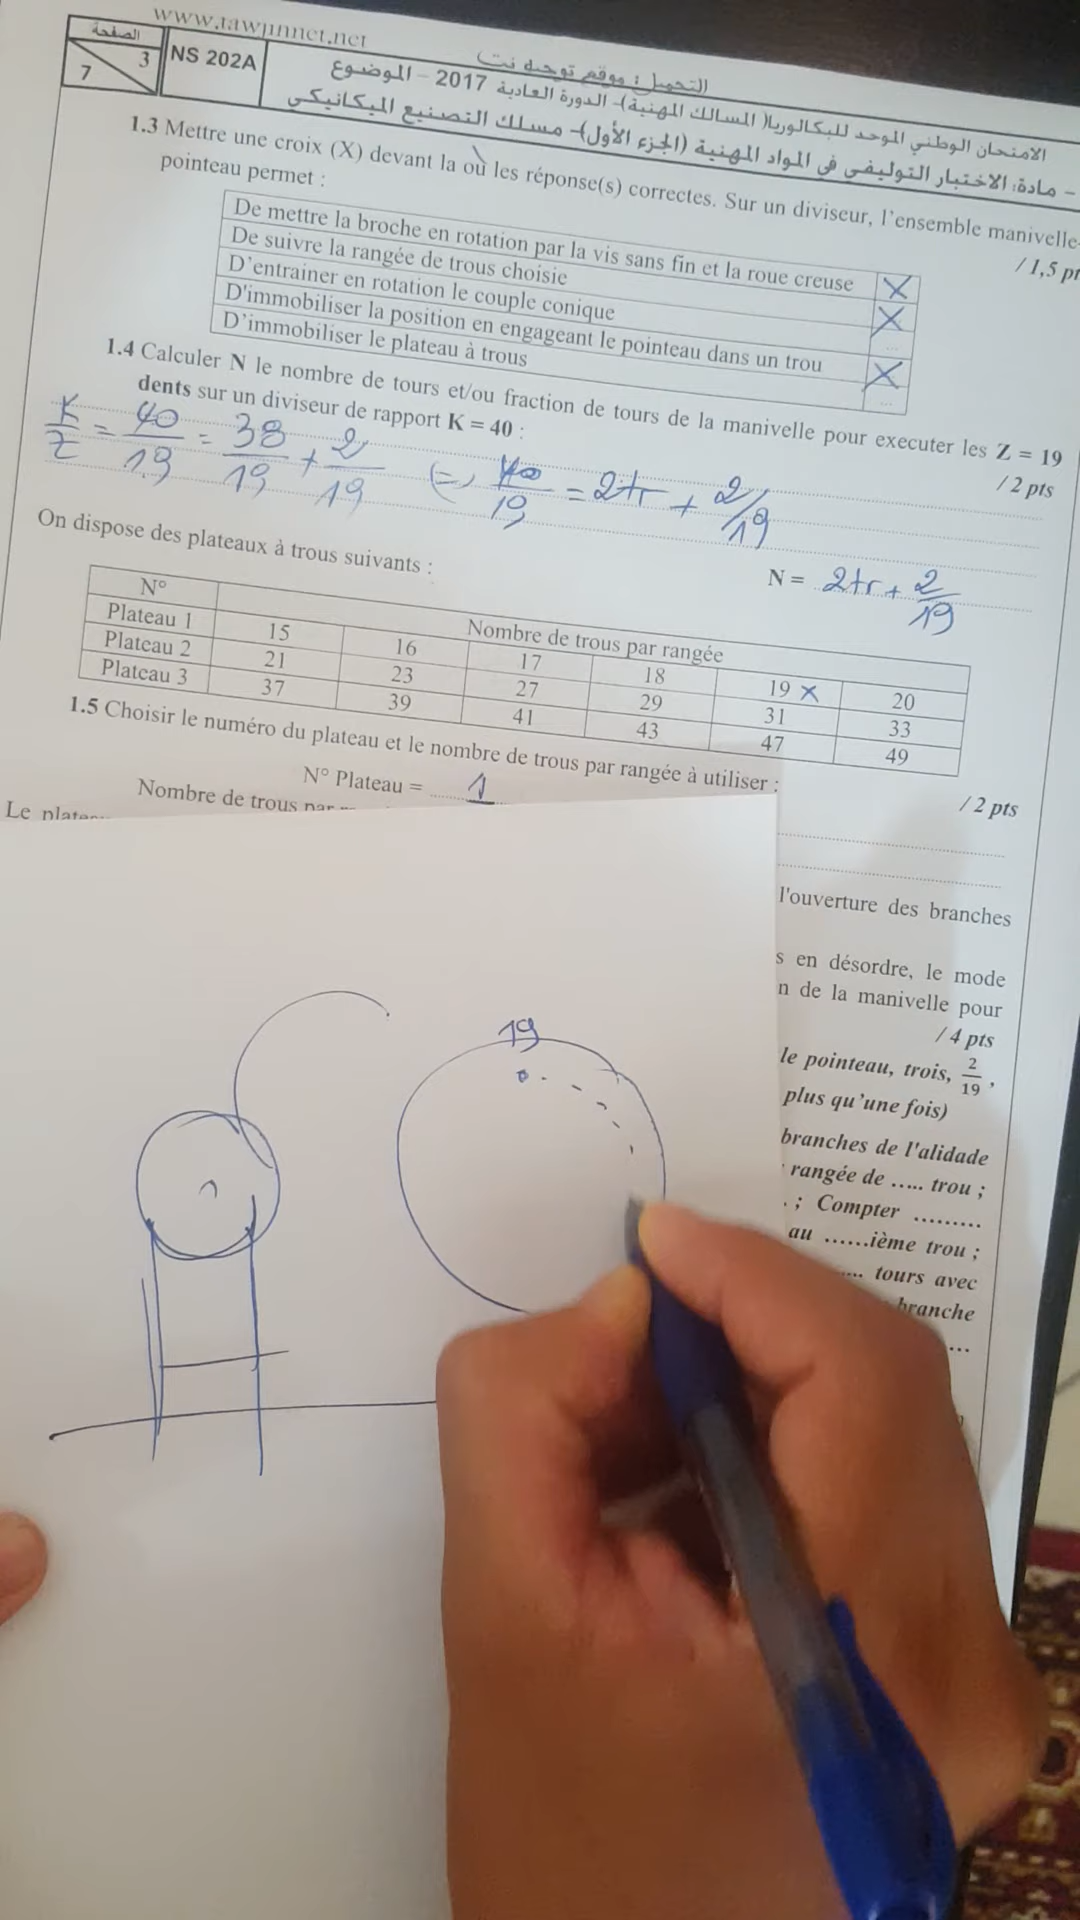 www.tawjihnet.net
التحميل : موقع توجيه نت
الصفحة
3
7
NS 202A
الامتحان الوطني الموحد للبكالوريا (المسالك المهنية)- الدورة العادية 2017 - الموضوع
- مادة: الاختبار التوليفي في المواد المهنية (الجزء الأول)- مسلك التصنيع الميكانيكي
1.3 Mettre une croix (X) devant la où les réponse(s) correctes. Sur un diviseur, l'ensemble manivelle-
pointeau permet :
/ 1,5 pt
De mettre la broche en rotation par la vis sans fin et la roue creuse X
De suivre la rangée de trous choisie X
D'entrainer en rotation le couple conique ...
D'immobiliser la position en engageant le pointeau dans un trou X
D'immobiliser le plateau à trous ...
1.4 Calculer N le nombre de tours et/ou fraction de tours de la manivelle pour executer les Z = 19
dents sur un diviseur de rapport K = 40 :
/ 2 pts
K/Z = 40/19 = 38/19 + 2/19 (=) 40/19 = 2tr + 2/19
N = 2tr + 2/19
On dispose des plateaux à trous suivants :
N° Nombre de trous par rangée
Plateau 1 15 16 17 18 19 X 20
Plateau 2 21 23 27 29 31 33
Plateau 3 37 39 41 43 47 49
1.5 Choisir le numéro du plateau et le nombre de trous par rangée à utiliser :
/ 2 pts
N° Plateau = 1
Nombre de trous par
Le
l'ouverture des branches
s en désordre, le mode
n de la manivelle pour
/ 4 pts
le pointeau, trois, 2/19 ,
plus qu'une fois)
branches de l'alidade
rangée de ..... trou ;
. ; Compter .........
au ......ième trou ;
.... tours avec
branche
...
19